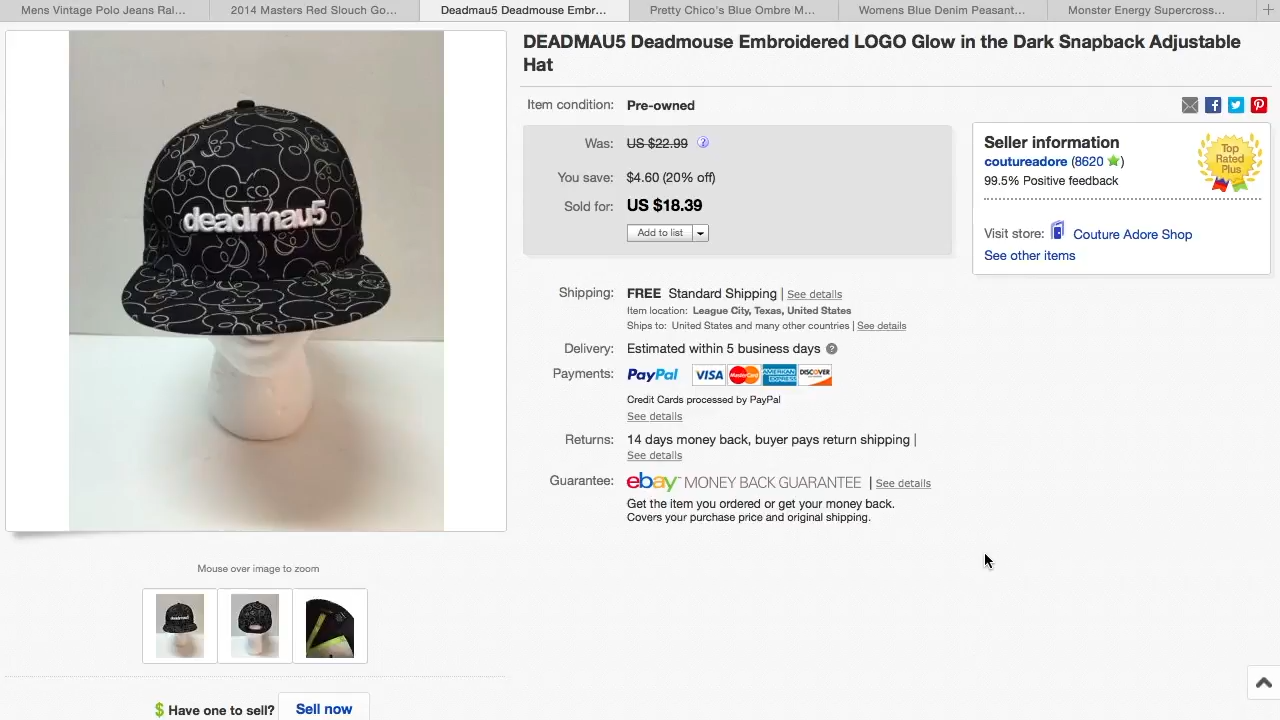 Mens Vintage Polo Jeans Ral...
2014 Masters Red Slouch Go...
Deadmau5 Deadmouse Embr...
Pretty Chico's Blue Ombre M...
Womens Blue Denim Peasant...
Monster Energy Supercross...
DEADMAU5 Deadmouse Embroidered LOGO Glow in the Dark Snapback Adjustable
Hat
Item condition: Pre-owned
Was: US $22.99
You save: $4.60 (20% off)
Sold for: US $18.39
Add to list
Seller information
coutureadore (8620)
99.5% Positive feedback
Top
Rated
Plus
Visit store: Couture Adore Shop
See other items
deadmau5
Shipping: FREE Standard Shipping | See details
Item location: League City, Texas, United States
Ships to: United States and many other countries | See details
Delivery: Estimated within 5 business days ?
Payments: PayPal VISA MasterCard AMERICAN EXPRESS DISCOVER
Credit Cards processed by PayPal
See details
Returns: 14 days money back, buyer pays return shipping |
See details
Guarantee: ebay MONEY BACK GUARANTEE | See details
Get the item you ordered or get your money back.
Covers your purchase price and original shipping.
Mouse over image to zoom
deadmau5
$ Have one to sell? Sell now